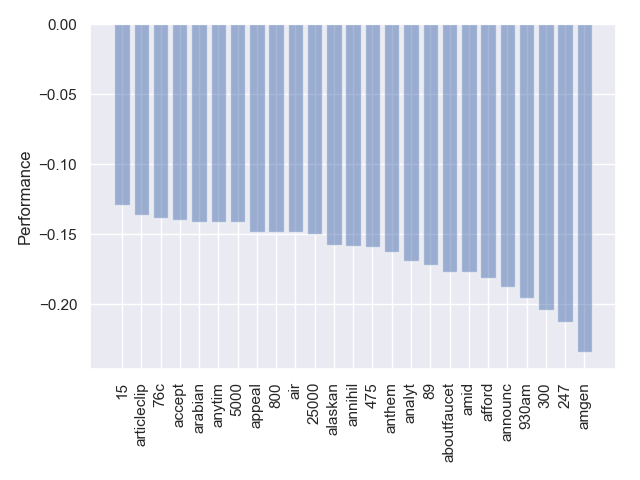 0.00
−0.05
−0.10
−0.15
−0.20
Performance
15
articleclip
76c
accept
arabian
anytim
5000
appeal
800
air
25000
alaskan
annihil
475
anthem
analyt
89
aboutfaucet
amid
afford
announc
930am
300
247
amgen